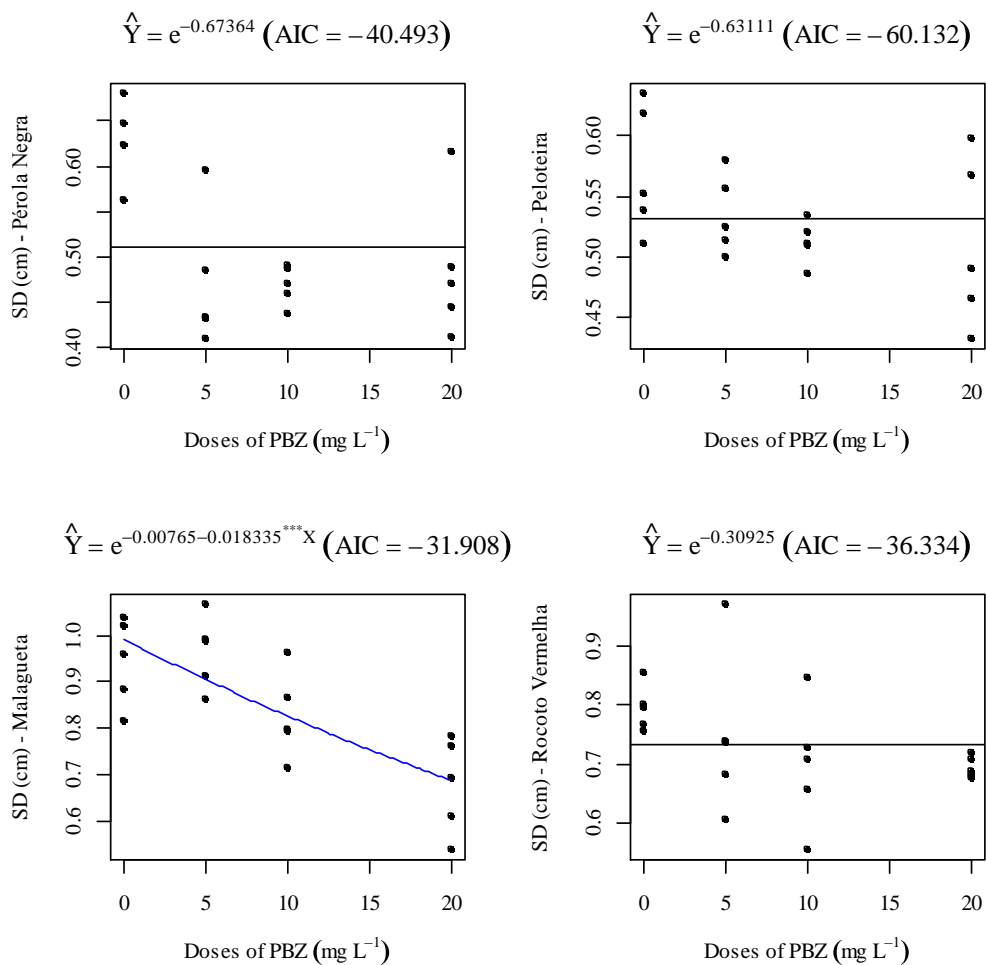 Ŷ = e^−0.67364 (AIC = −40.493)
SD (cm) - Pérola Negra
0.60
0.50
0.40
0 5 10 15 20
Doses of PBZ (mg L^−1)
Ŷ = e^−0.63111 (AIC = −60.132)
SD (cm) - Peloteira
0.60
0.55
0.50
0.45
0 5 10 15 20
Doses of PBZ (mg L^−1)
Ŷ = e^−0.00765−0.018335***X (AIC = −31.908)
SD (cm) - Malagueta
1.0
0.9
0.8
0.7
0.6
0 5 10 15 20
Doses of PBZ (mg L^−1)
Ŷ = e^−0.30925 (AIC = −36.334)
SD (cm) - Rocoto Vermelha
0.9
0.8
0.7
0.6
0 5 10 15 20
Doses of PBZ (mg L^−1)